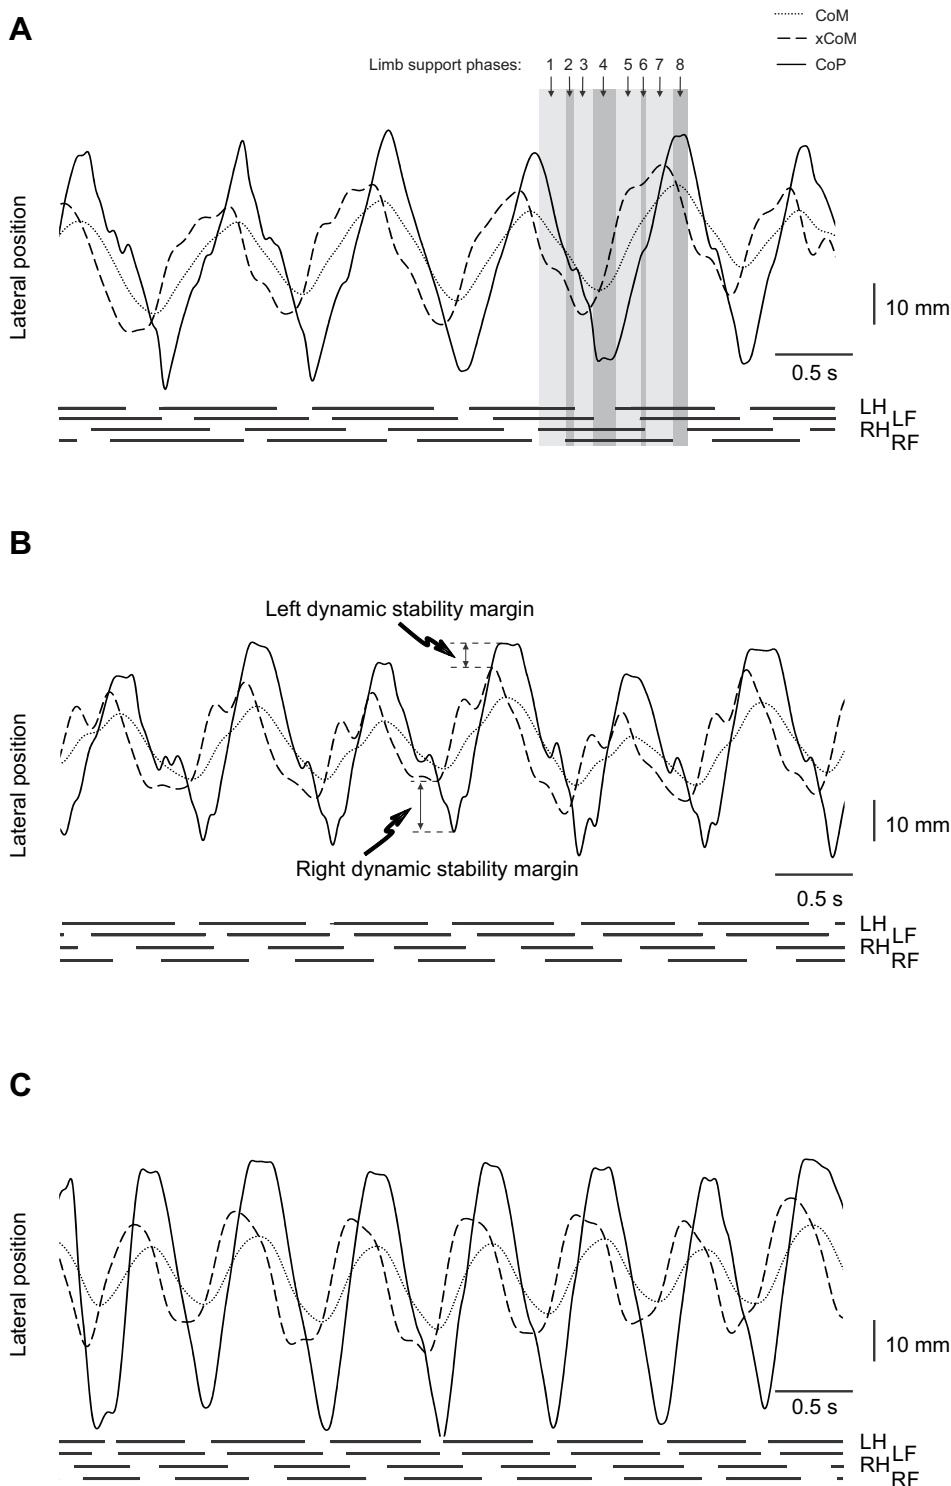 A
CoM
xCoM
CoP
Limb support phases: 1 2 3 4 5 6 7 8
Lateral position
10 mm
0.5 s
LH
LF
RH
RF
B
Left dynamic stability margin
Lateral position
10 mm
Right dynamic stability margin
0.5 s
LH
LF
RH
RF
C
Lateral position
10 mm
0.5 s
LH
LF
RH
RF